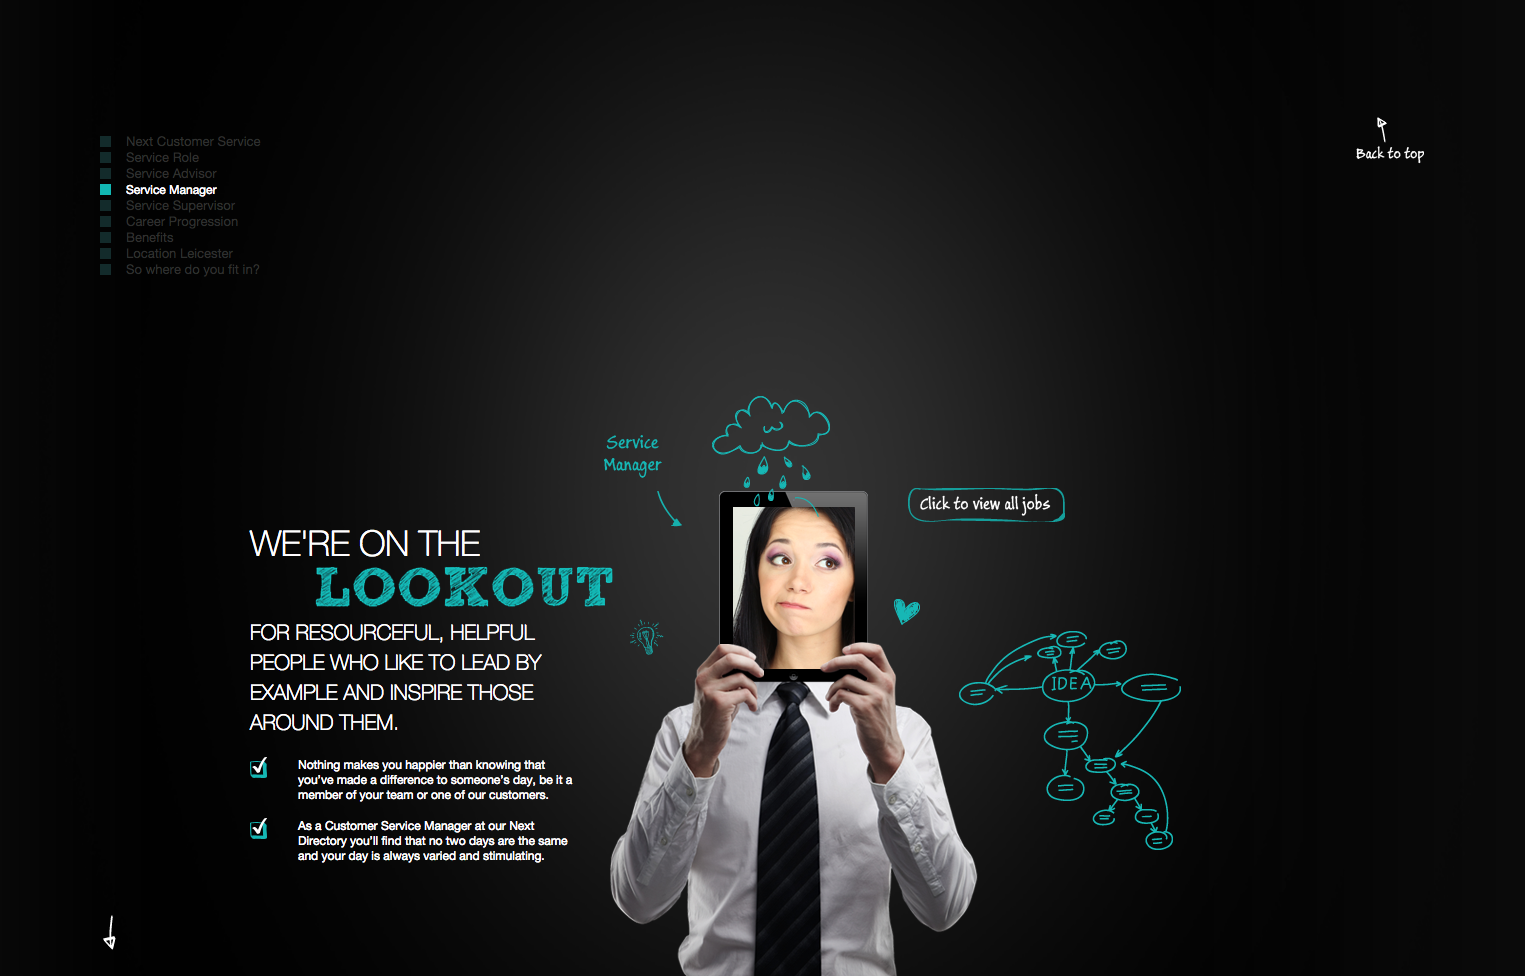 Next Customer Service
Service Role
Service Advisor
Service Manager
Service Supervisor
Career Progression
Benefits
Location Leicester
So where do you fit in?
Back to top
Service
Manager
Click to view all jobs
WE'RE ON THE
LOOKOUT
FOR RESOURCEFUL, HELPFUL
PEOPLE WHO LIKE TO LEAD BY
EXAMPLE AND INSPIRE THOSE
AROUND THEM.
Nothing makes you happier than knowing that
you've made a difference to someone's day, be it a
member of your team or one of our customers.
As a Customer Service Manager at our Next
Directory you'll find that no two days are the same
and your day is always varied and stimulating.
IDEA